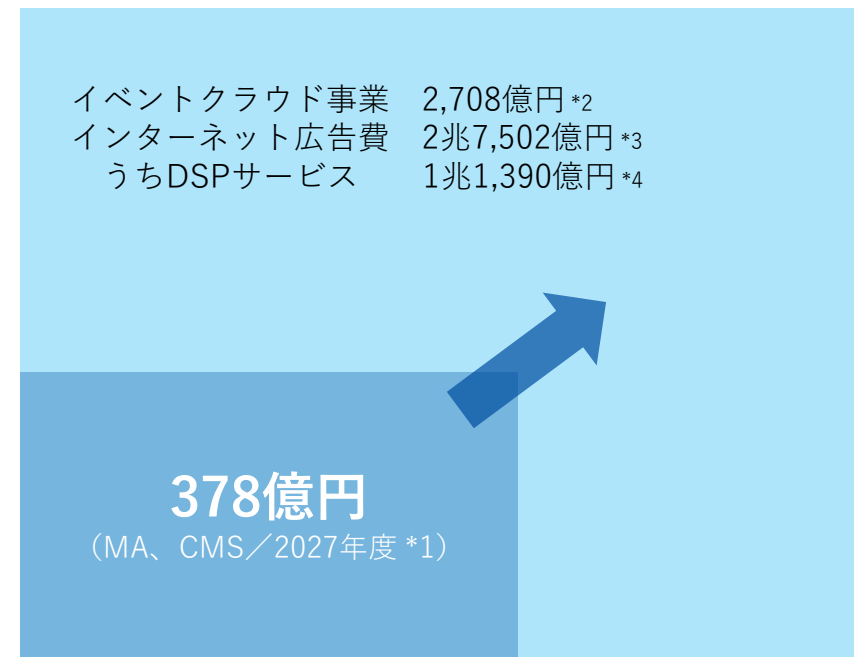 イベントクラウド事業 2,708億円 *2
インターネット広告費 2兆7,502億円 *3
うちDSPサービス 1兆1,390億円 *4
378億円
（MA、CMS／2027年度 *1）